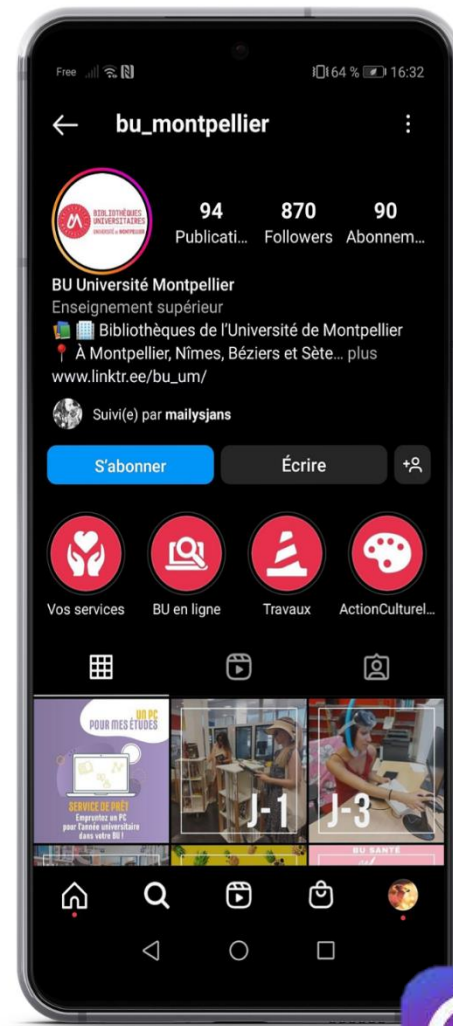 Free 64 % 16:32
bu_montpellier
BIBLIOTHÈQUES
UNIVERSITAIRES
UNIVERSITÉ DE MONTPELLIER
94 870 90
Publicati... Followers Abonnem...
BU Université Montpellier
Enseignement supérieur
Bibliothèques de l'Université de Montpellier
À Montpellier, Nîmes, Béziers et Sète... plus
www.linktr.ee/bu_um/
Suivi(e) par mailysjans
S'abonner Écrire
Vos services BU en ligne Travaux ActionCulturel...
UN PC
POUR MES ÉTUDES
SERVICE DE PRÊT
Empruntez un PC
pour l'année universitaire
dans votre BU !
J-1
J-3
BU SANTÉ